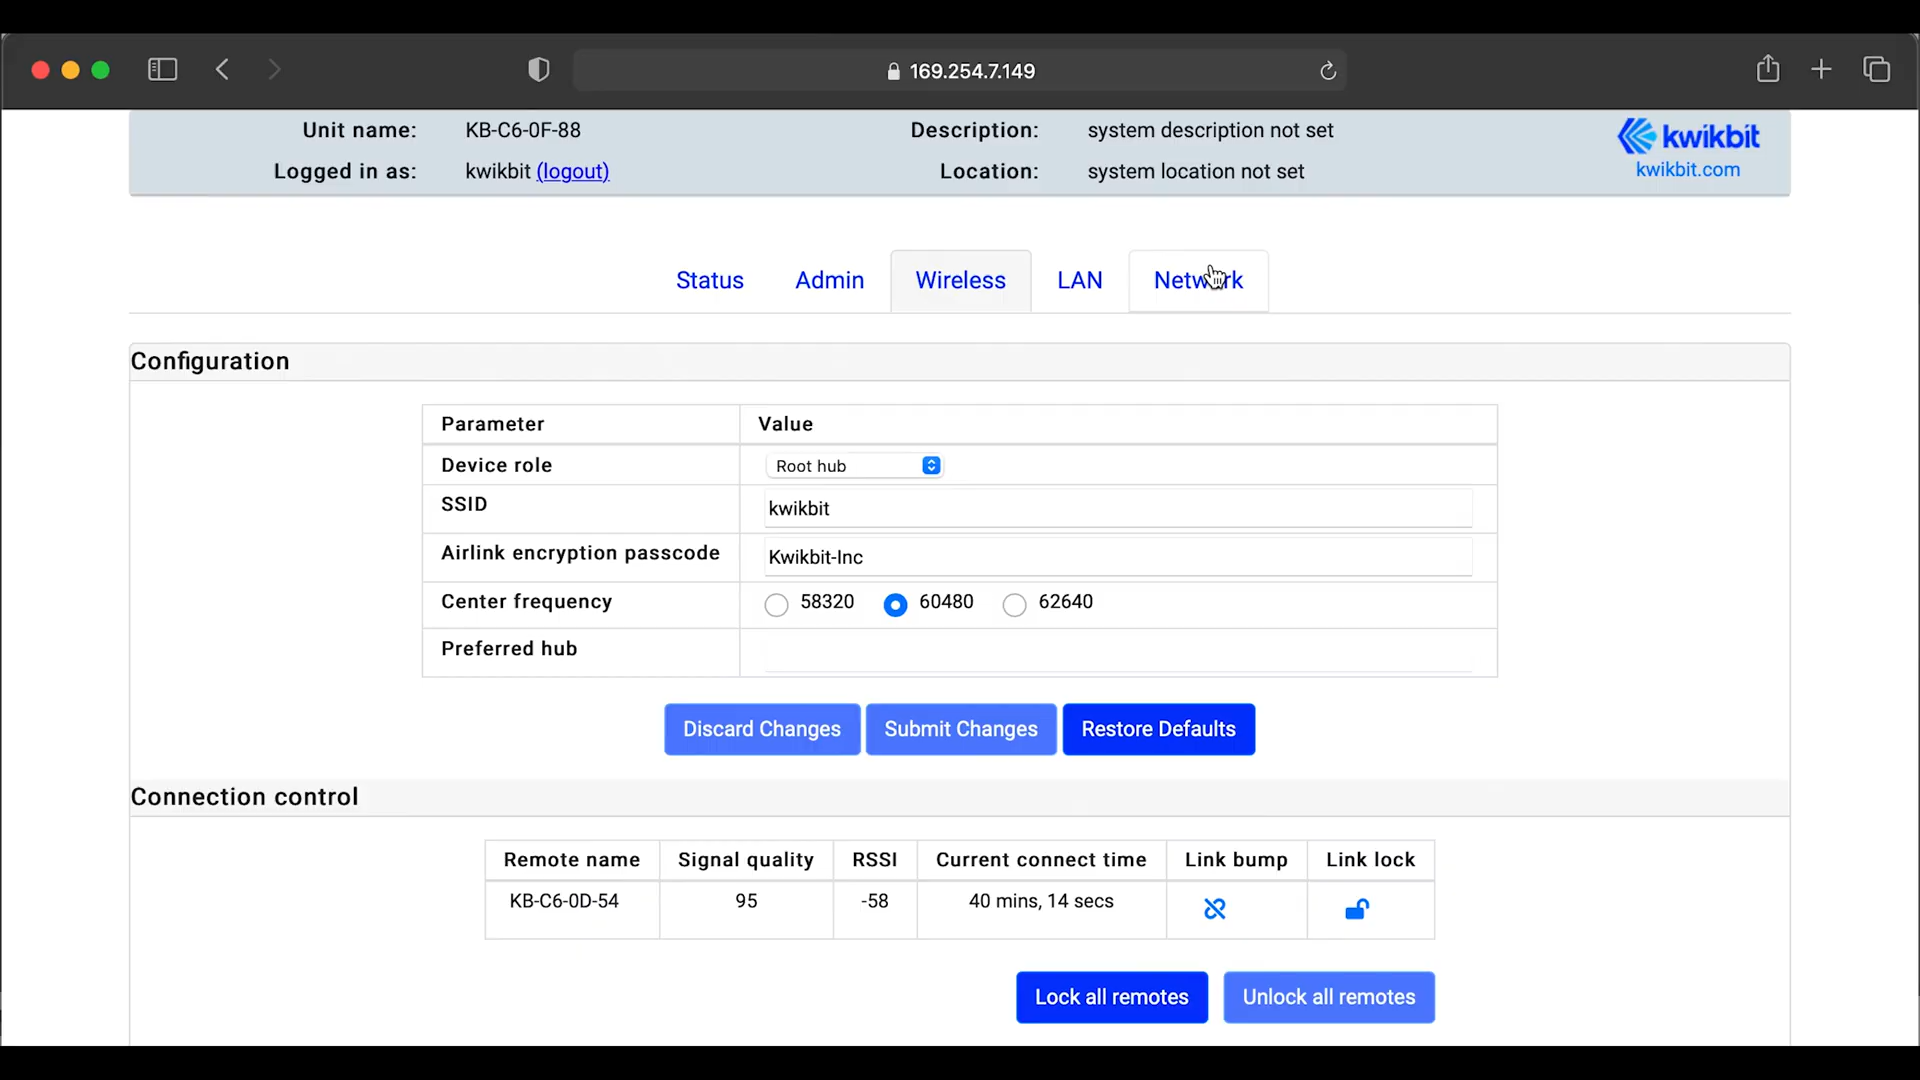 169.254.7.149
Unit name: KB-C6-0F-88 Description: system description not set
kwikbit
Logged in as: kwikbit (logout) Location: system location not set
kwikbit.com
Status Admin Wireless LAN Network
Configuration
Parameter Value
Device role Root hub
SSID kwikbit
Airlink encryption passcode Kwikbit-Inc
Center frequency 58320 60480 62640
Preferred hub
Discard Changes Submit Changes Restore Defaults
Connection control
Remote name Signal quality RSSI Current connect time Link bump Link lock
KB-C6-0D-54 95 -58 40 mins, 14 secs
Lock all remotes Unlock all remotes